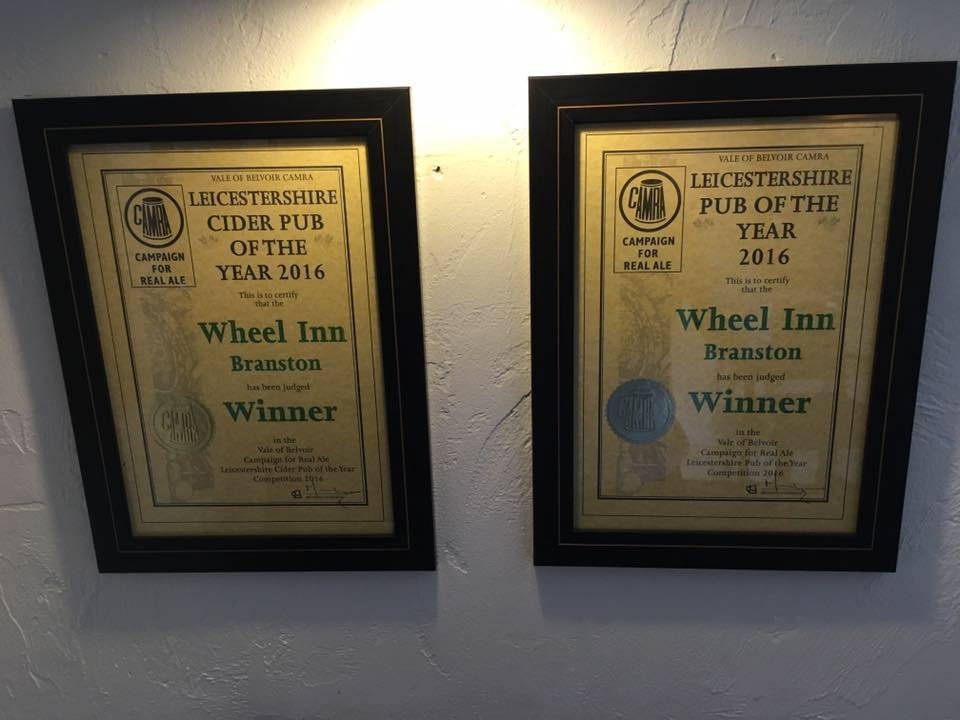 VALE OF BELVOIR CAMRA
LEICESTERSHIRE
CIDER PUB
OF THE
YEAR 2016
CAMRA
CAMPAIGN
FOR
REAL ALE
This is to certify
that the
Wheel Inn
Branston
has been judged
Winner
CAMRA
in the
Vale of Belvoir
Campaign for Real Ale
Leicestershire Cider Pub of the Year
Competition 2016
VALE OF BELVOIR CAMRA
LEICESTERSHIRE
PUB OF THE
YEAR
2016
CAMRA
CAMPAIGN
FOR
REAL ALE
This is to certify
that the
Wheel Inn
Branston
has been judged
Winner
CAMRA
in the
Vale of Belvoir
Campaign for Real Ale
Leicestershire Pub of the Year
Competition 2016